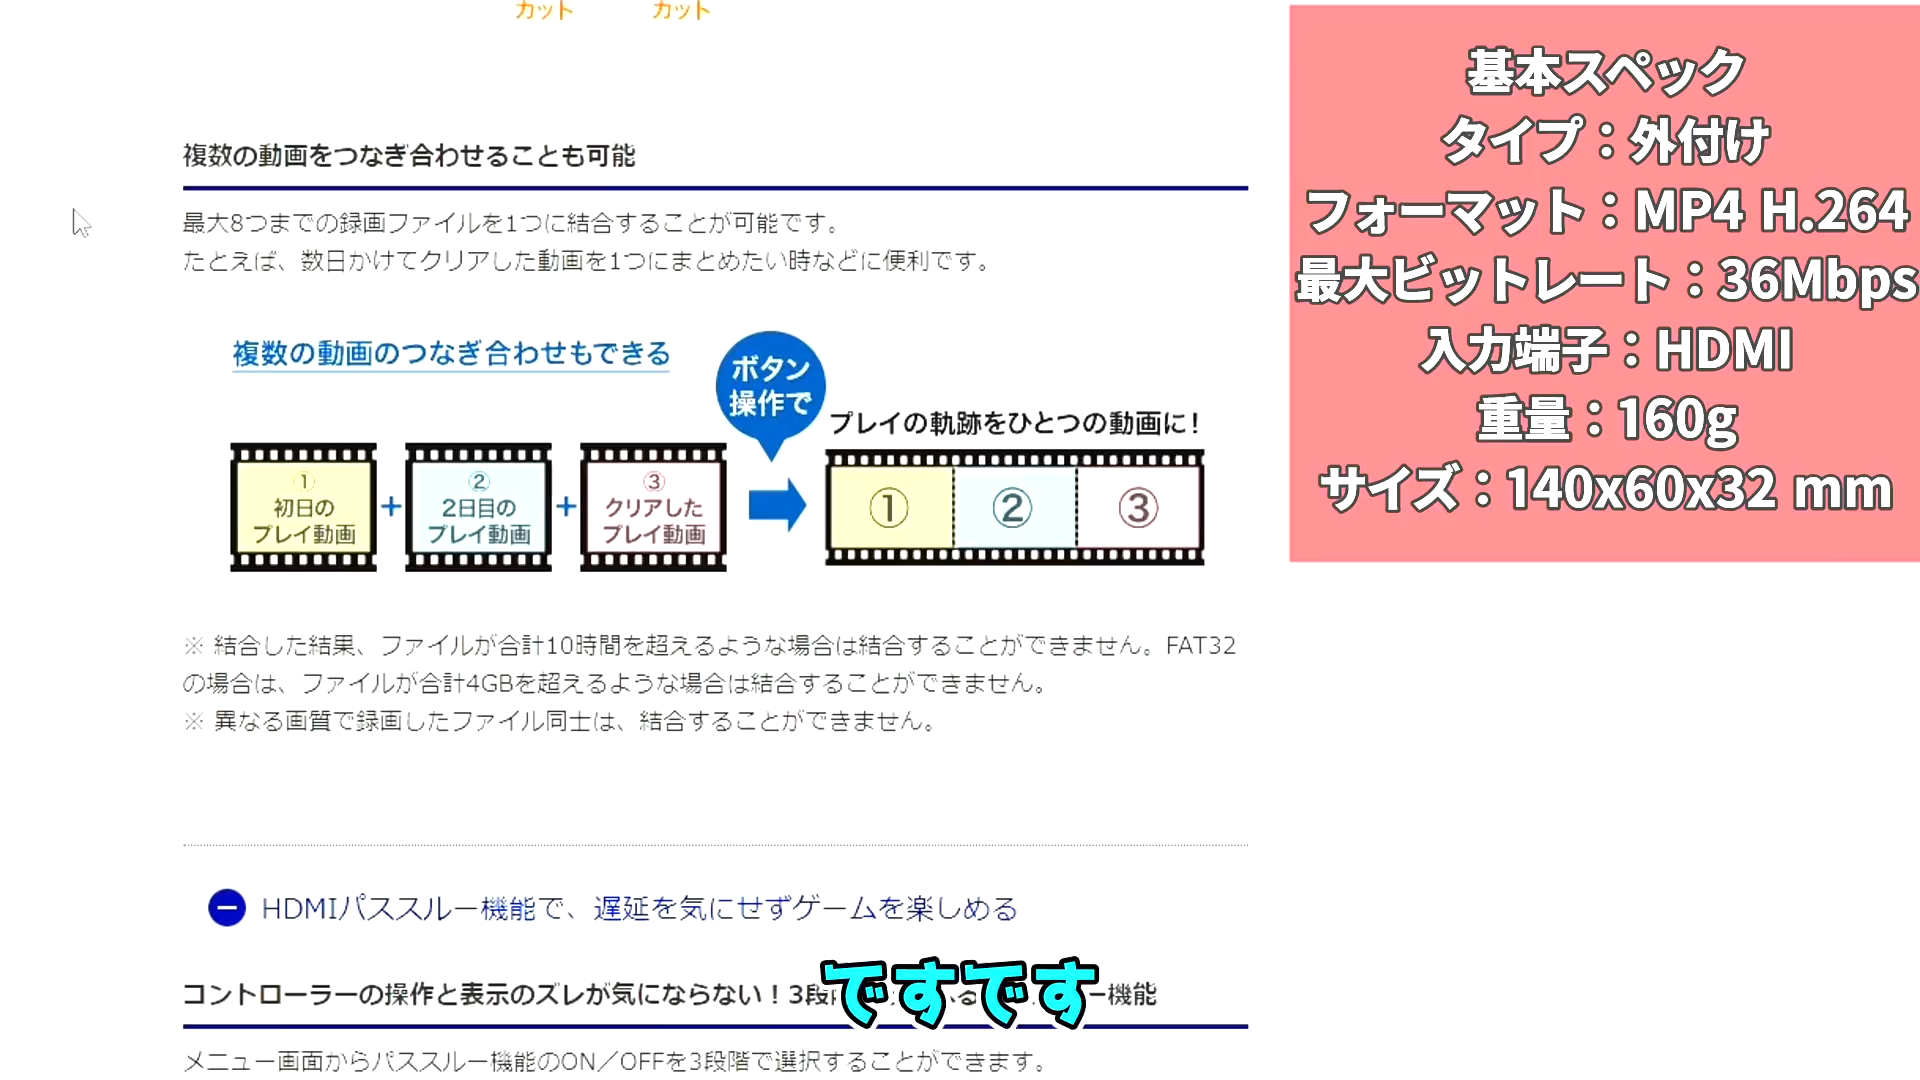 カット カット
複数の動画をつなぎ合わせることも可能
最大8つまでの録画ファイルを1つに結合することが可能です。
たとえば、数日かけてクリアした動画を1つにまとめたい時などに便利です。
複数の動画のつなぎ合わせもできる
ボタン
操作で
プレイの軌跡をひとつの動画に！
①
初日の
プレイ動画
+
②
2日目の
プレイ動画
+
③
クリアした
プレイ動画
① ② ③
※ 結合した結果、ファイルが合計10時間を超えるような場合は結合することができません。FAT32
の場合は、ファイルが合計4GBを超えるような場合は結合することができません。
※ 異なる画質で録画したファイル同士は、結合することができません。
HDMIパススルー機能で、遅延を気にせずゲームを楽しめる
コントローラーの操作と表示のズレが気にならない！3段 ー機能
ですです
メニュー画面からパススルー機能のON／OFFを3段階で選択することができます。
基本スペック
タイプ：外付け
フォーマット：MP4 H.264
最大ビットレート：36Mbps
入力端子：HDMI
重量：160g
サイズ：140x60x32 mm